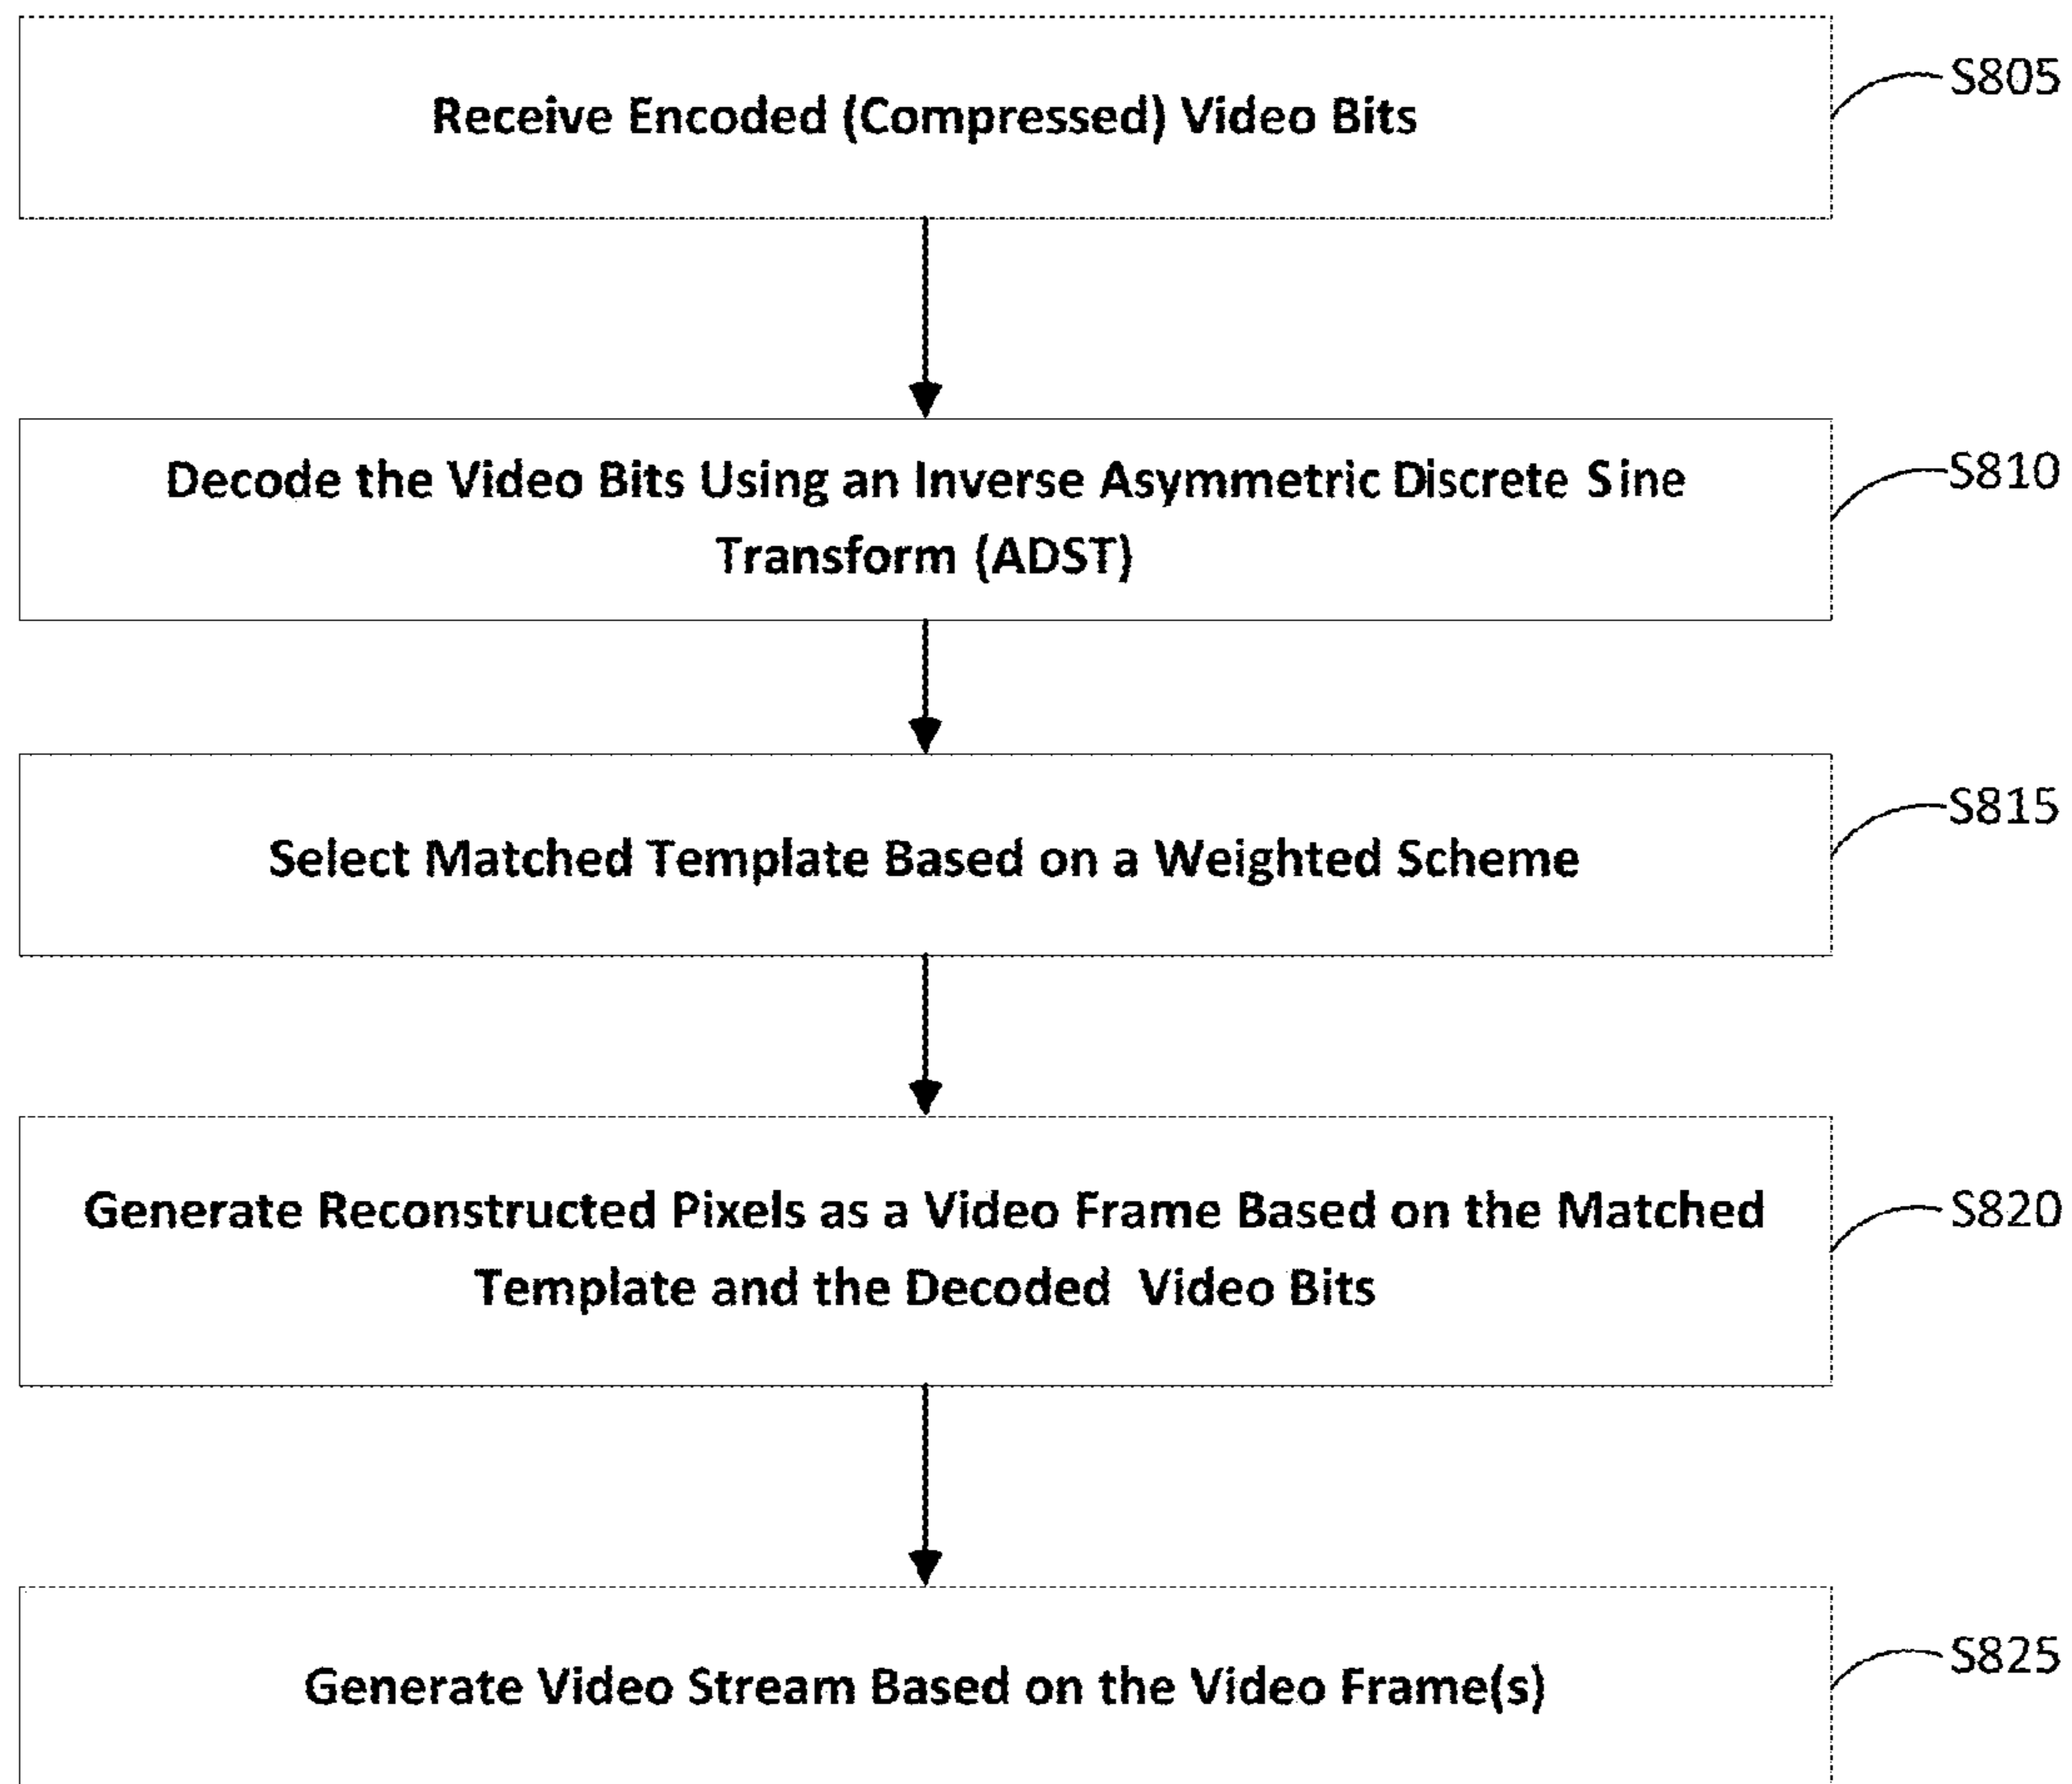 Receive Encoded (Compressed) Video Bits
S805
Decode the Video Bits Using an Inverse Asymmetric Discrete Sine
Transform (ADST)
S810
Select Matched Template Based on a Weighted Scheme
S815
Generate Reconstructed Pixels as a Video Frame Based on the Matched
Template and the Decoded Video Bits
S820
Generate Video Stream Based on the Video Frame(s)
S825